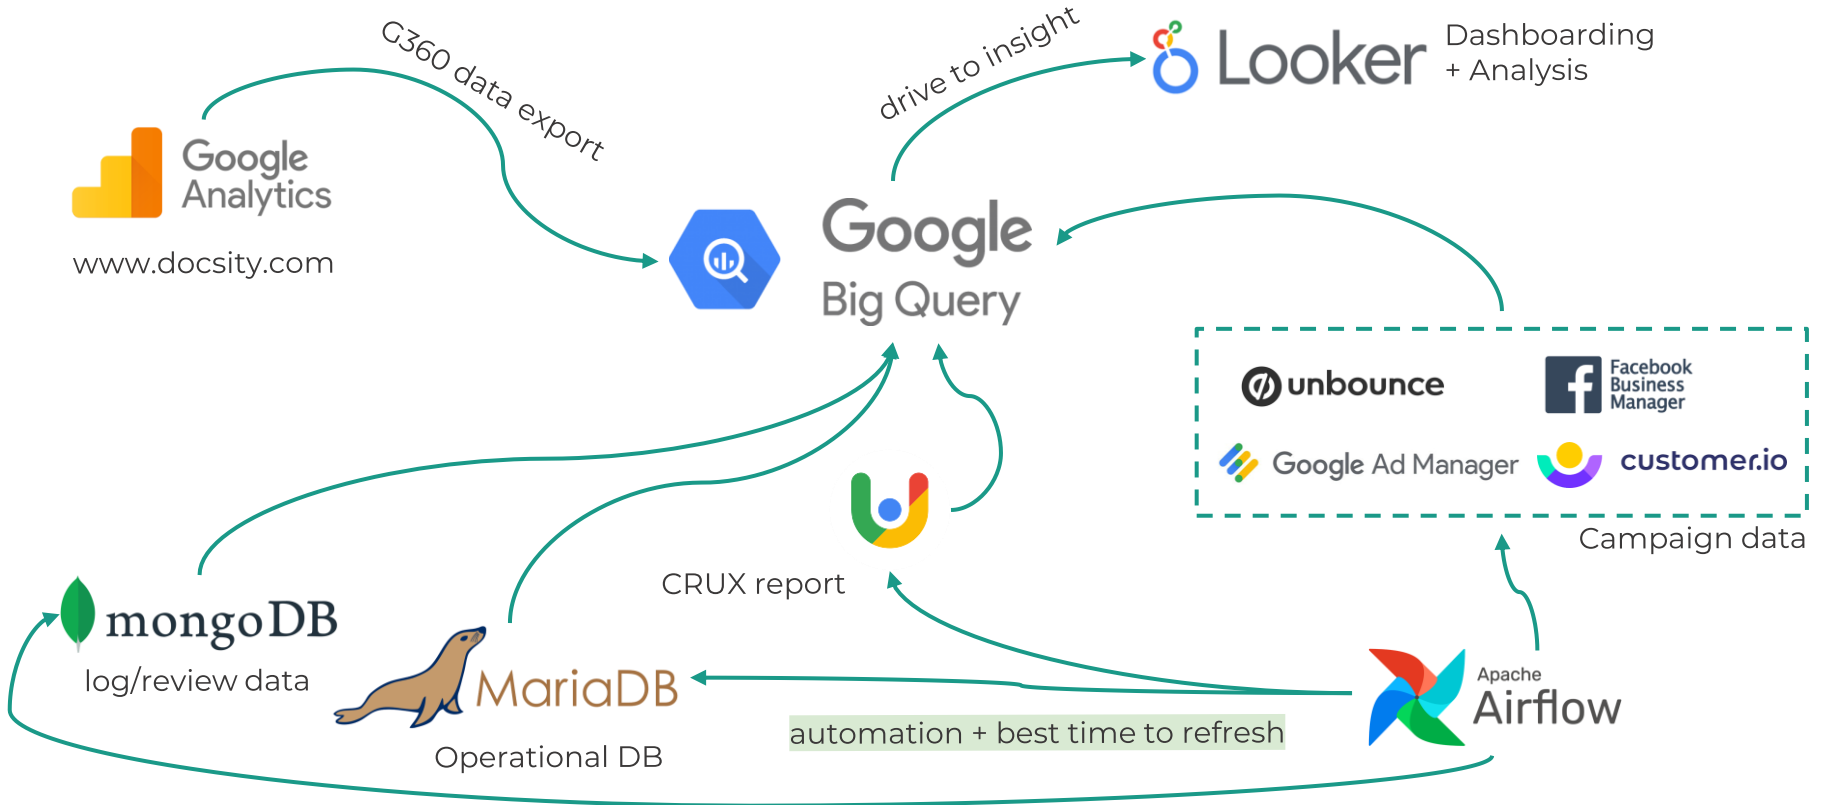 G360 data export
drive to insight
Looker
Dashboarding
+ Analysis
Google
Analytics
www.docsity.com
Google
Big Query
unbounce
Facebook
Business
Manager
Google Ad Manager
customer.io
Campaign data
CRUX report
mongoDB
log/review data
MariaDB
Operational DB
automation + best time to refresh
Apache
Airflow